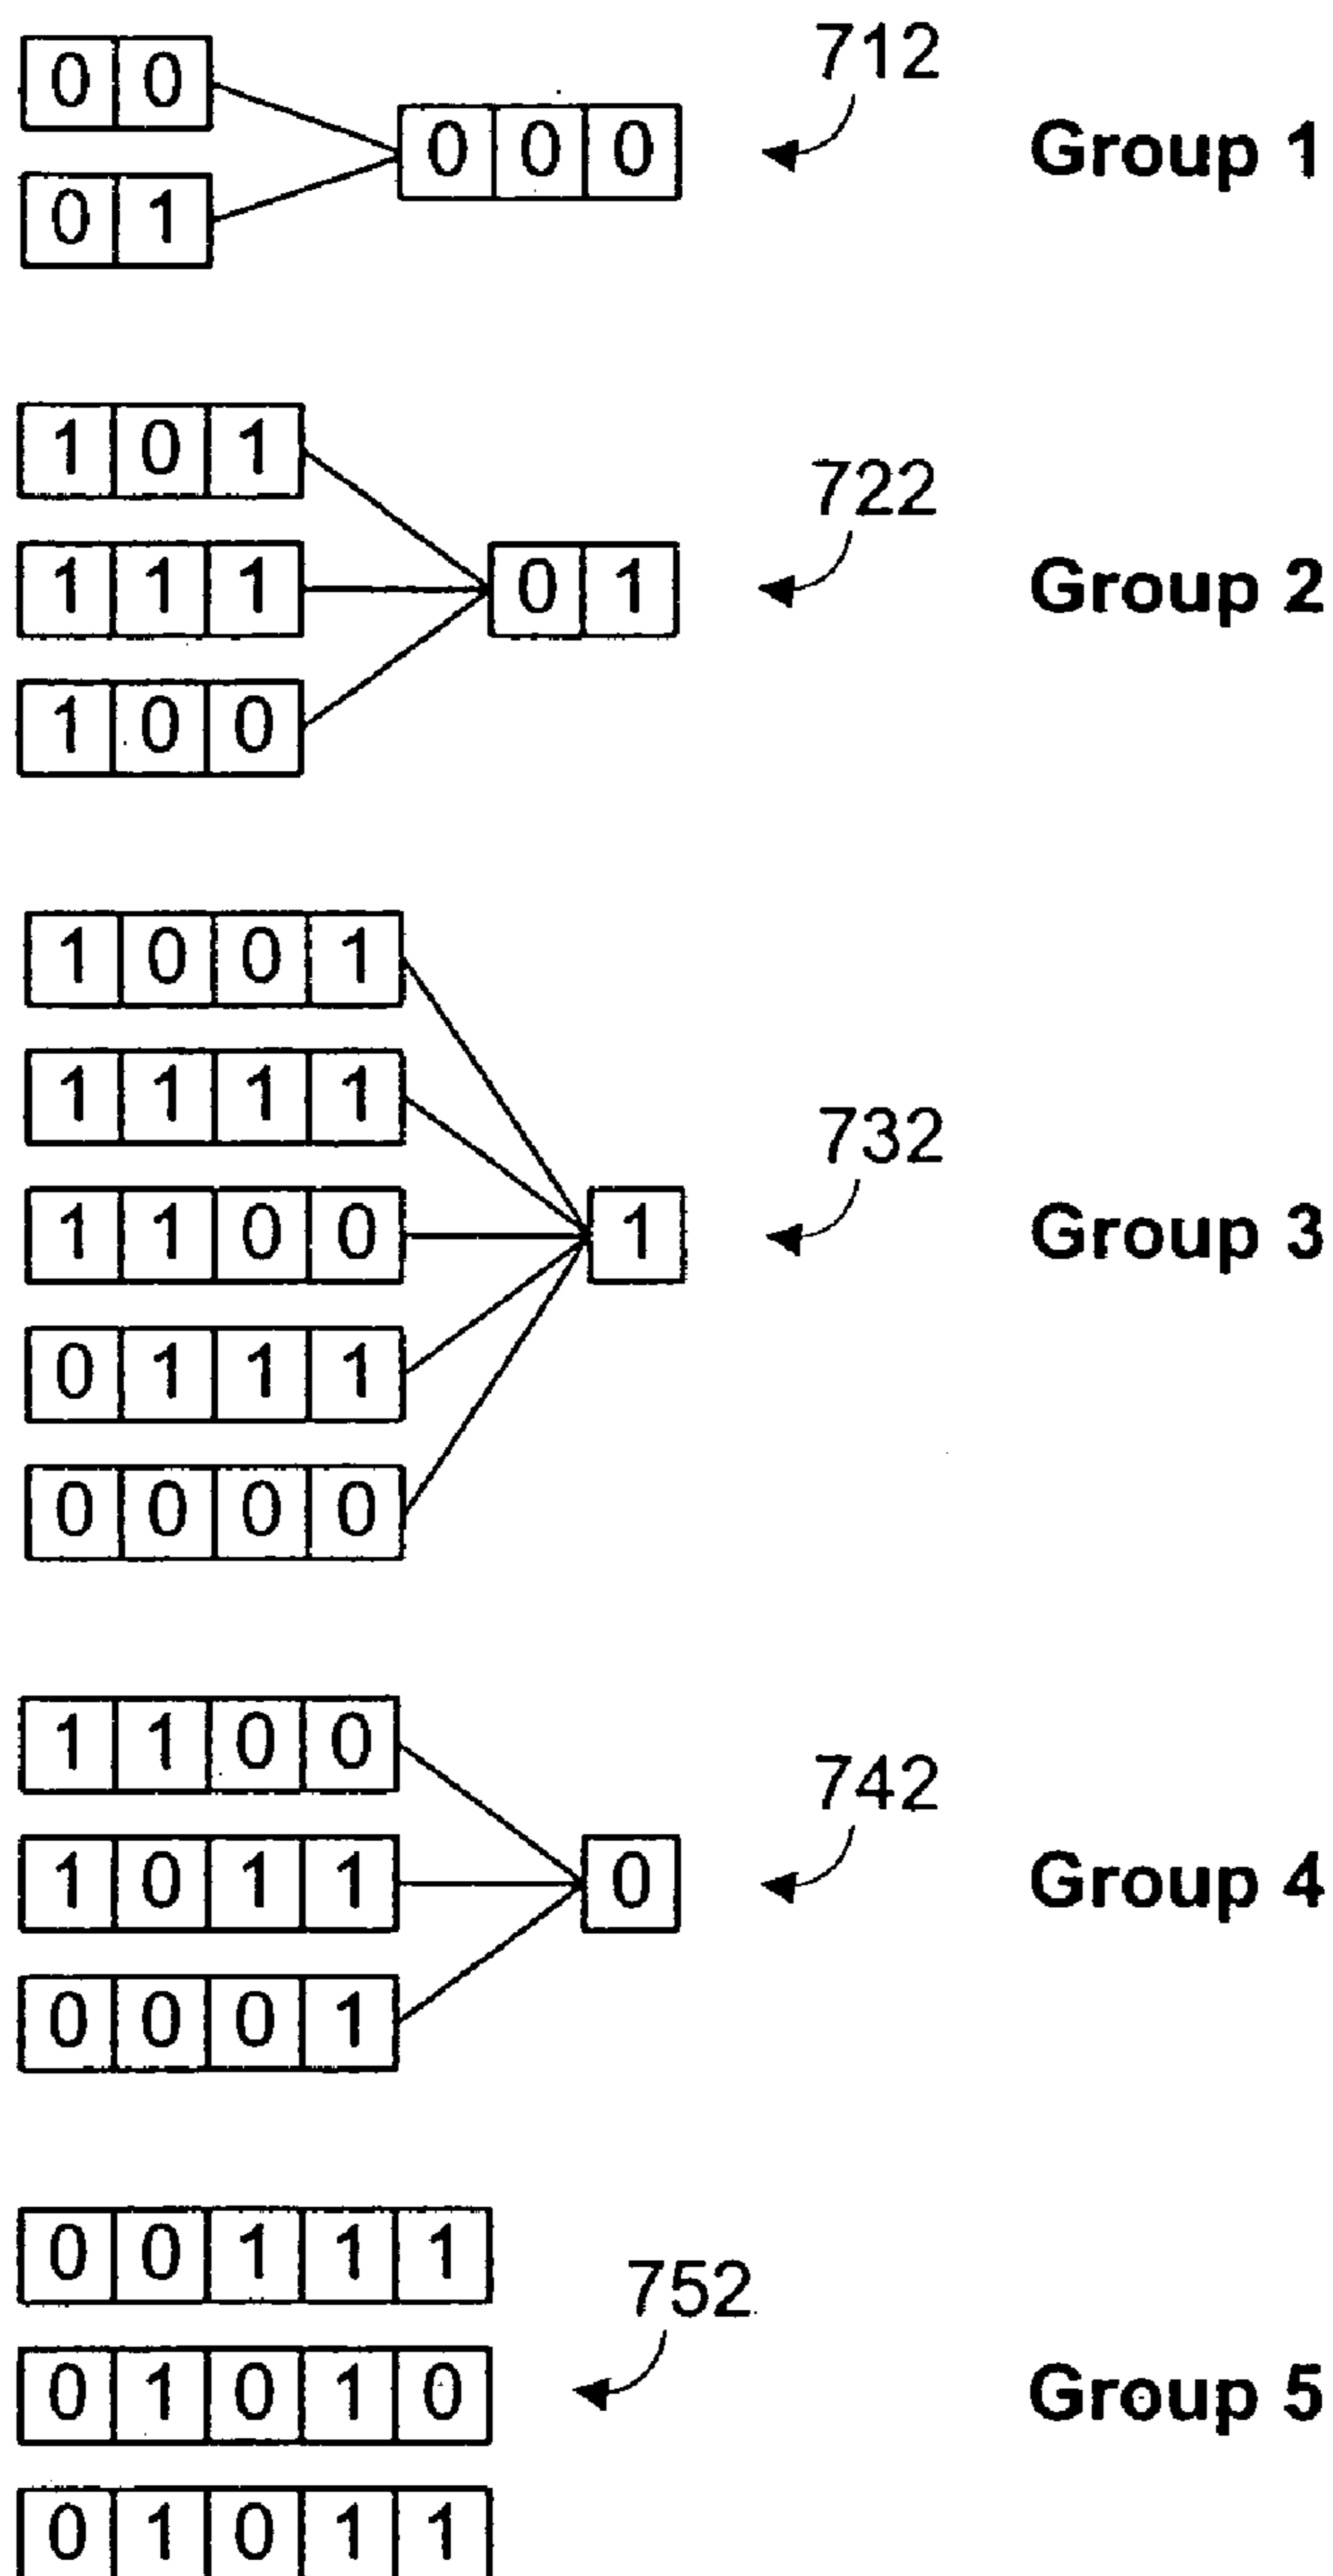 0 0
712
0 0 0
Group 1
0 1
1 0 1
722
1 1 1
0 1
Group 2
1 0 0
1 0 0 1
1 1 1 1
732
1 1 0 0
1
Group 3
0 1 1 1
0 0 0 0
1 1 0 0
742
1 0 1 1
0
Group 4
0 0 0 1
0 0 1 1 1
752
0 1 0 1 0
Group 5
0 1 0 1 1